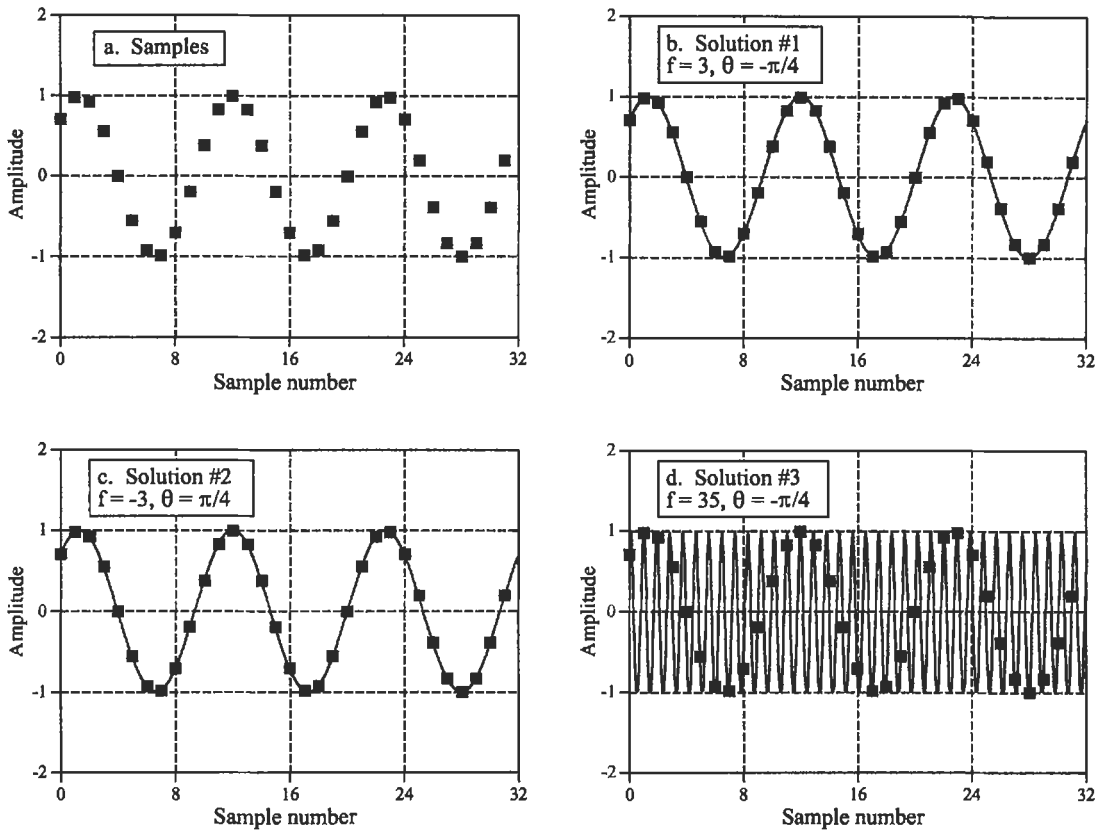 2
a. Samples
1
0
-1
-2
Amplitude
0 8 16 24 32
Sample number
2
b. Solution #1
f = 3, θ = -π/4
1
0
-1
-2
Amplitude
0 8 16 24 32
Sample number
2
c. Solution #2
f = -3, θ = π/4
1
0
-1
-2
Amplitude
0 8 16 24 32
Sample number
2
d. Solution #3
f = 35, θ = -π/4
1
0
-1
-2
Amplitude
0 8 16 24 32
Sample number